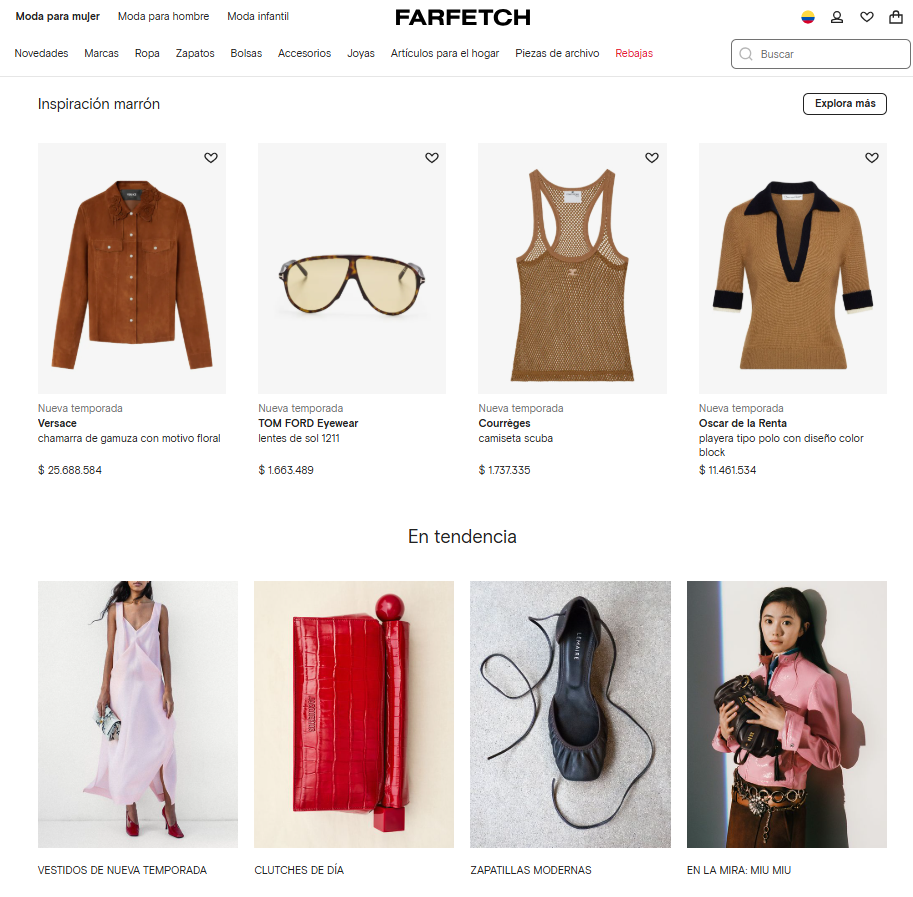 Moda para mujer Moda para hombre Moda infantil FARFETCH
Novedades Marcas Ropa Zapatos Bolsas Accesorios Joyas Artículos para el hogar Piezas de archivo Rebajas Buscar
Inspiración marrón Explora más
Nueva temporada
Versace
chamarra de gamuza con motivo floral
$ 25.688.584
Nueva temporada
TOM FORD Eyewear
lentes de sol 1211
$ 1.663.489
Nueva temporada
Courrèges
camiseta scuba
$ 1.737.335
Nueva temporada
Oscar de la Renta
playera tipo polo con diseño color
block
$ 11.461.534
En tendencia
LEMAIRE
VESTIDOS DE NUEVA TEMPORADA
CLUTCHES DE DÍA
ZAPATILLAS MODERNAS
EN LA MIRA: MIU MIU